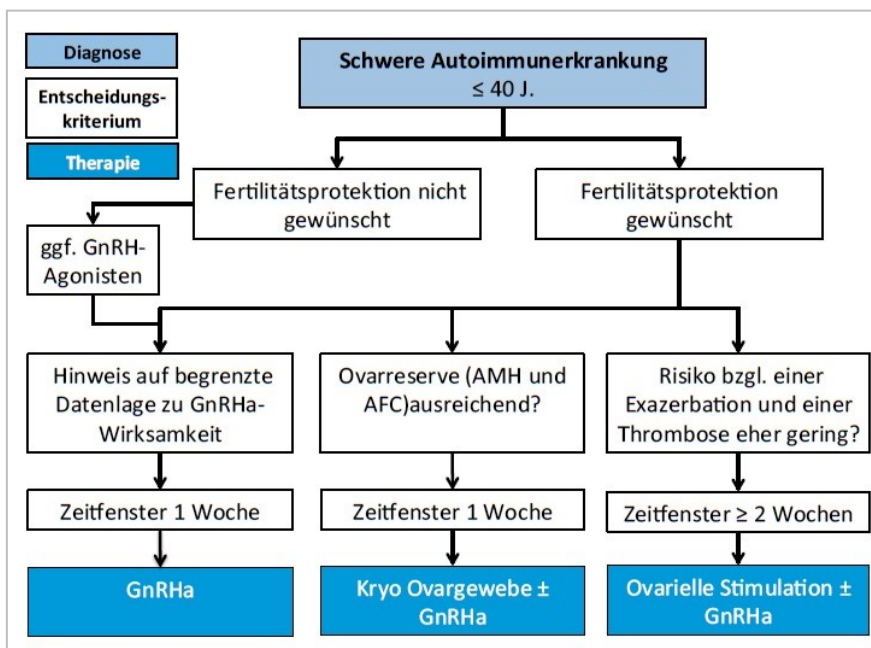 Diagnose
Entscheidungs-
kriterium
Therapie
Schwere Autoimmunerkrankung
≤ 40 J.
Fertilitätsprotektion nicht
gewünscht
Fertilitätsprotektion
gewünscht
ggf. GnRH-
Agonisten
Hinweis auf begrenzte
Datenlage zu GnRHa-
Wirksamkeit
Ovarreserve (AMH und
AFC)ausreichend?
Risiko bzgl. einer
Exazerbation und einer
Thrombose eher gering?
Zeitfenster 1 Woche
Zeitfenster 1 Woche
Zeitfenster ≥ 2 Wochen
GnRHa
Kryo Ovargewebe ±
GnRHa
Ovarielle Stimulation ±
GnRHa